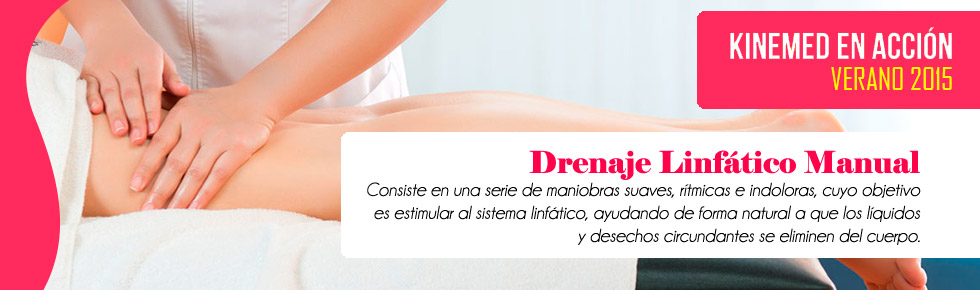 KINEMED EN ACCIÓN
VERANO 2015
Drenaje Linfático Manual
Consiste en una serie de maniobras suaves, rítmicas e indoloras, cuyo objetivo
es estimular al sistema linfático, ayudando de forma natural a que los líquidos
y desechos circundantes se eliminen del cuerpo.